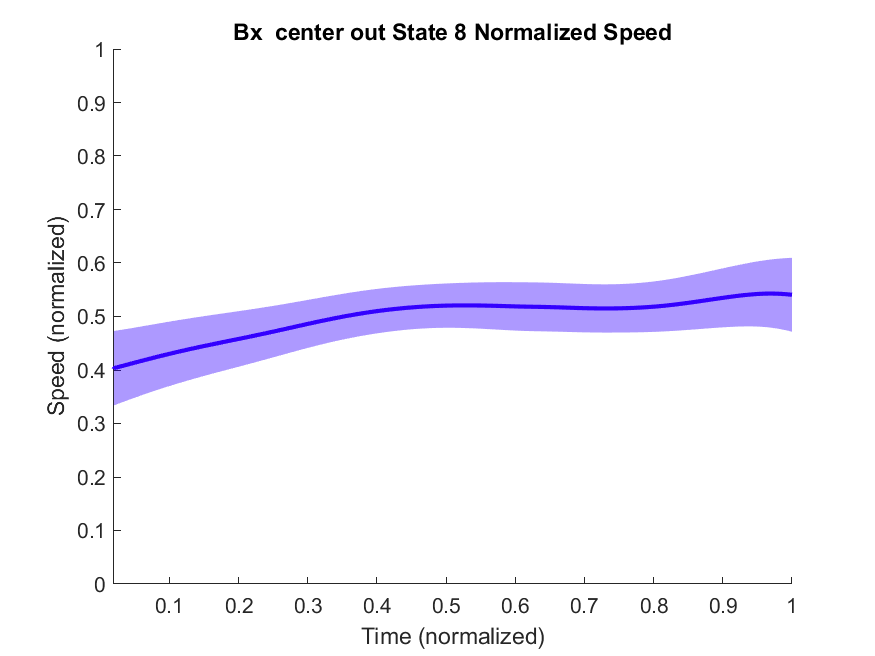 Bx  center out State 8 Normalized Speed
1
0.9
0.8
0.7
0.6
0.5
0.4
0.3
0.2
0.1
0
Speed (normalized)
0.1 0.2 0.3 0.4 0.5 0.6 0.7 0.8 0.9 1
Time (normalized)